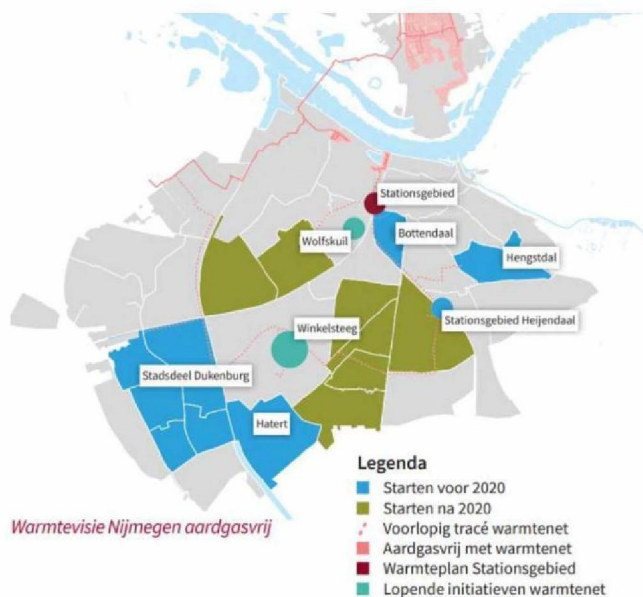 Stationsgebied
Wolfskuil
Bottendaal
Hengstdal
Stationsgebied Heijendaal
Winkelsteeg
Stadsdeel Dukenburg
Hatert
Warmtevisie Nijmegen aardgasvrij
Legenda
Starten voor 2020
Starten na 2020
Voorlopig tracé warmtenet
Aardgasvrij met warmtenet
Warmteplan Stationsgebied
Lopende initiatieven warmtenet